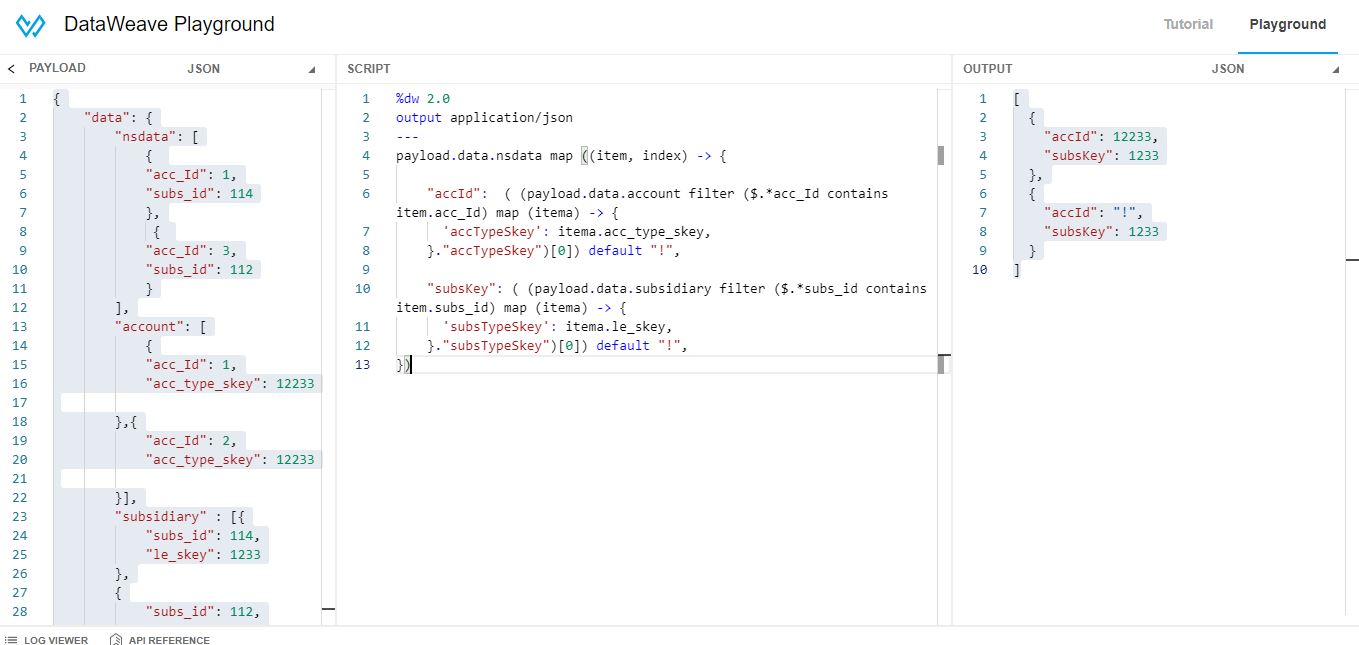 DataWeave Playground
Tutorial
Playground
< PAYLOAD
JSON
1 {
2 "data": {
3 "nsdata": [
4 {
5 "acc_Id": 1,
6 "subs_id": 114
7 },
8 {
9 "acc_Id": 3,
10 "subs_id": 112
11 }
12 ],
13 "account": [
14 {
15 "acc_Id": 1,
16 "acc_type_skey": 12233
17
18 },{
19 "acc_Id": 2,
20 "acc_type_skey": 12233
21
22 }],
23 "subsidiary" : [{
24 "subs_id": 114,
25 "le_skey": 1233
26 },
27 {
28 "subs_id": 112,
SCRIPT
1 %dw 2.0
2 output application/json
3 ---
4 payload.data.nsdata map ((item, index) -> {
5
6 "accId":  ( (payload.data.account filter ($.*acc_Id contains
item.acc_Id) map (itema) -> {
7 'accTypeSkey': itema.acc_type_skey,
8 }."accTypeSkey")[0]) default "!",
9
10 "subsKey": ( (payload.data.subsidiary filter ($.*subs_id contains
item.subs_id) map (itema) -> {
11 'subsTypeSkey': itema.le_skey,
12 }."subsTypeSkey")[0]) default "!",
13 })
OUTPUT
JSON
1 [
2 {
3 "accId": 12233,
4 "subsKey": 1233
5 },
6 {
7 "accId": "!",
8 "subsKey": 1233
9 }
10 ]
LOG VIEWER
API REFERENCE